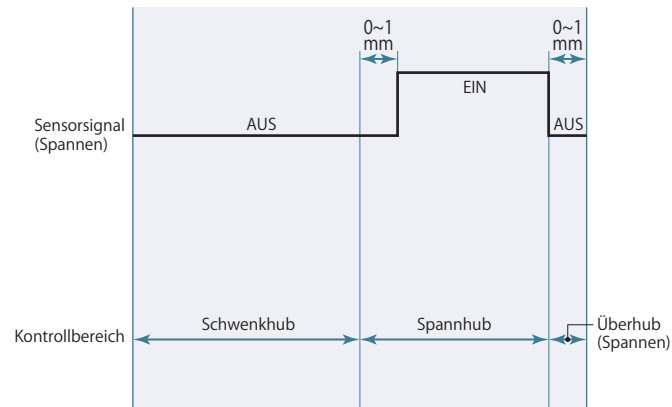 0~1
mm
0~1
mm
EIN
Sensorsignal
(Spannen)
AUS
AUS
Kontrollbereich
Schwenkhub
Spannhub
Überhub
(Spannen)